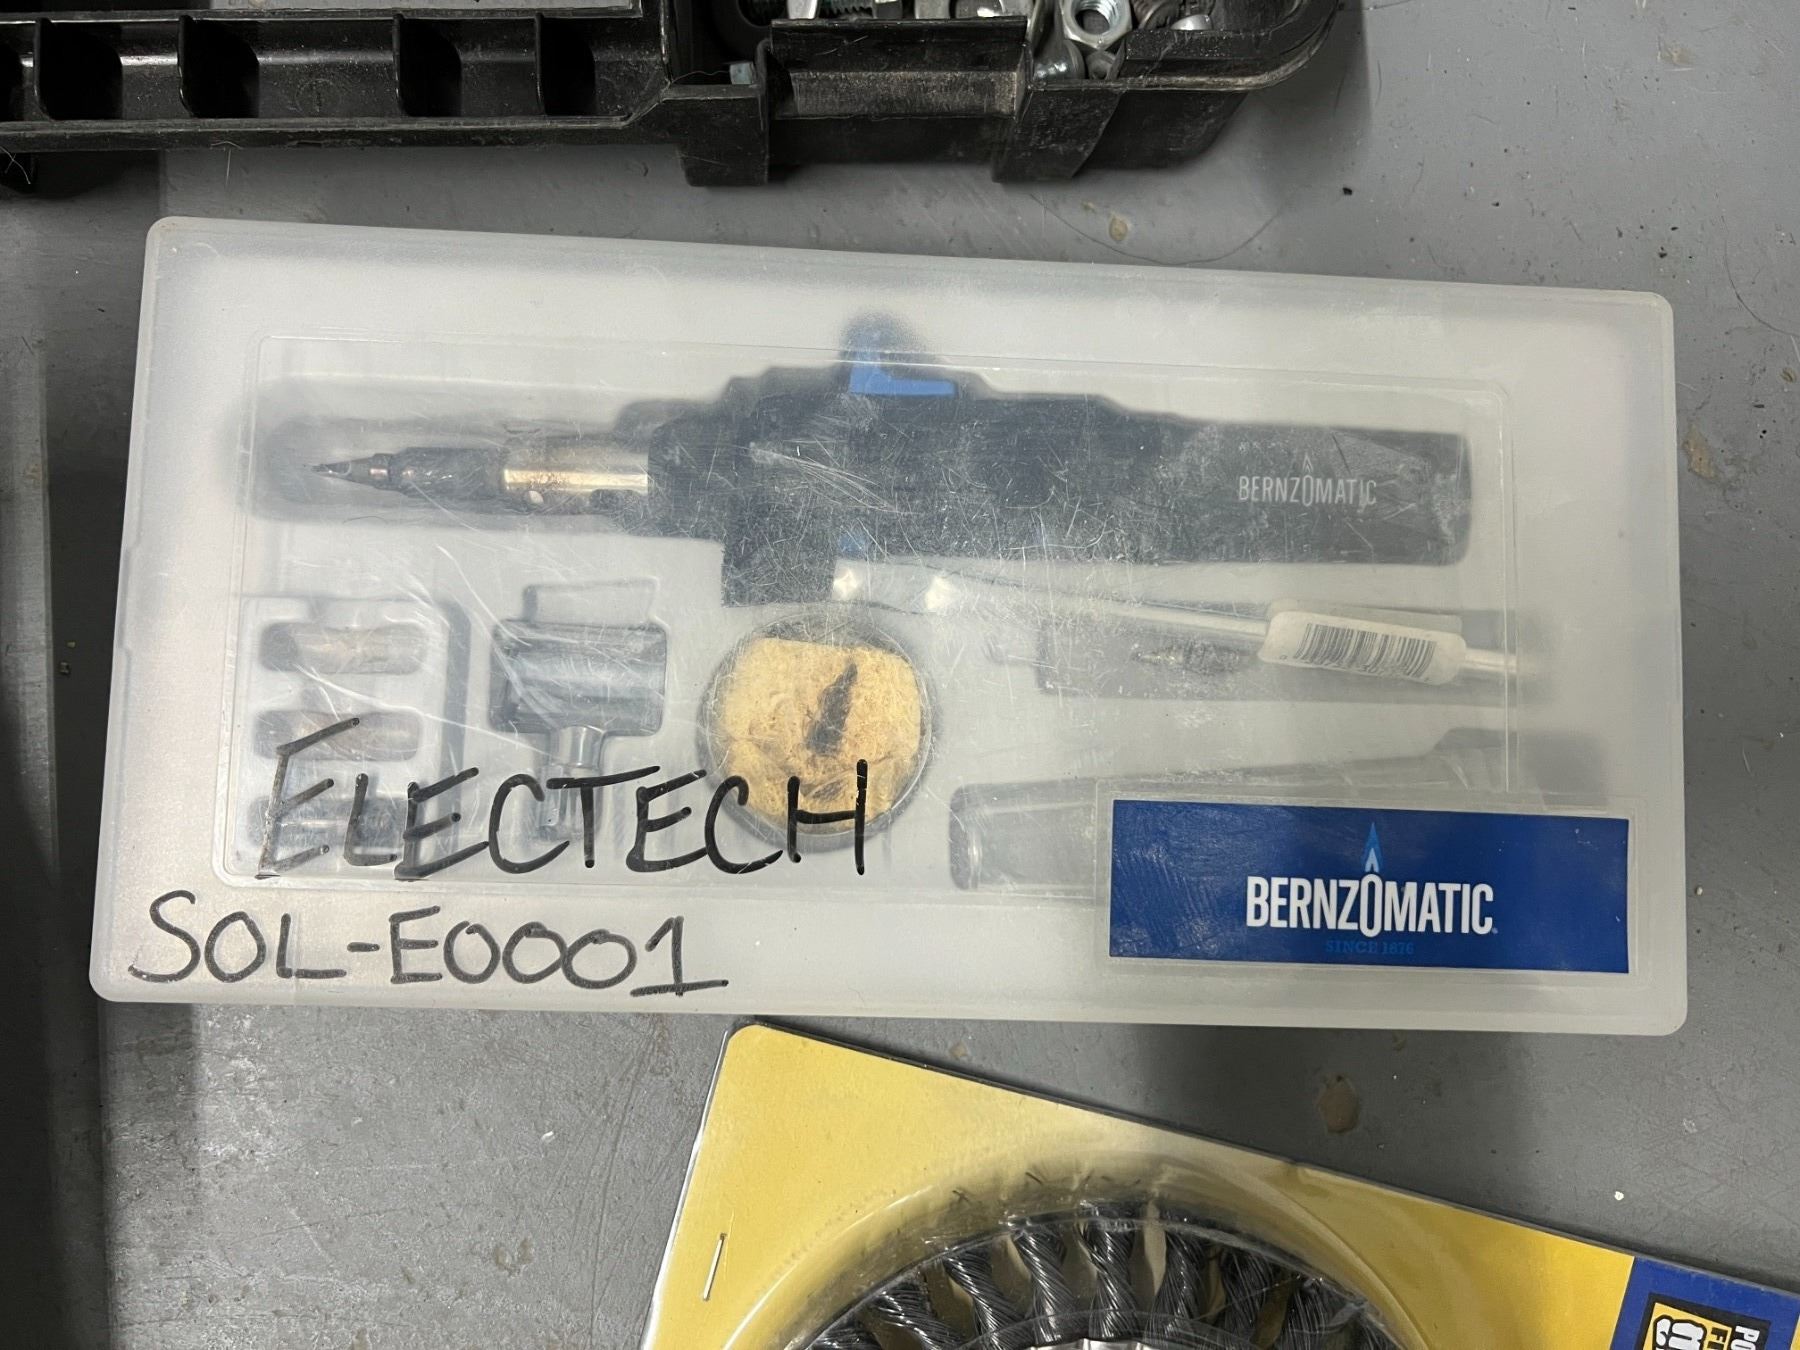 BERNZOMATIC
ELECTECH
SOL-E0001
BERNZOMATIC
SINCE 1876